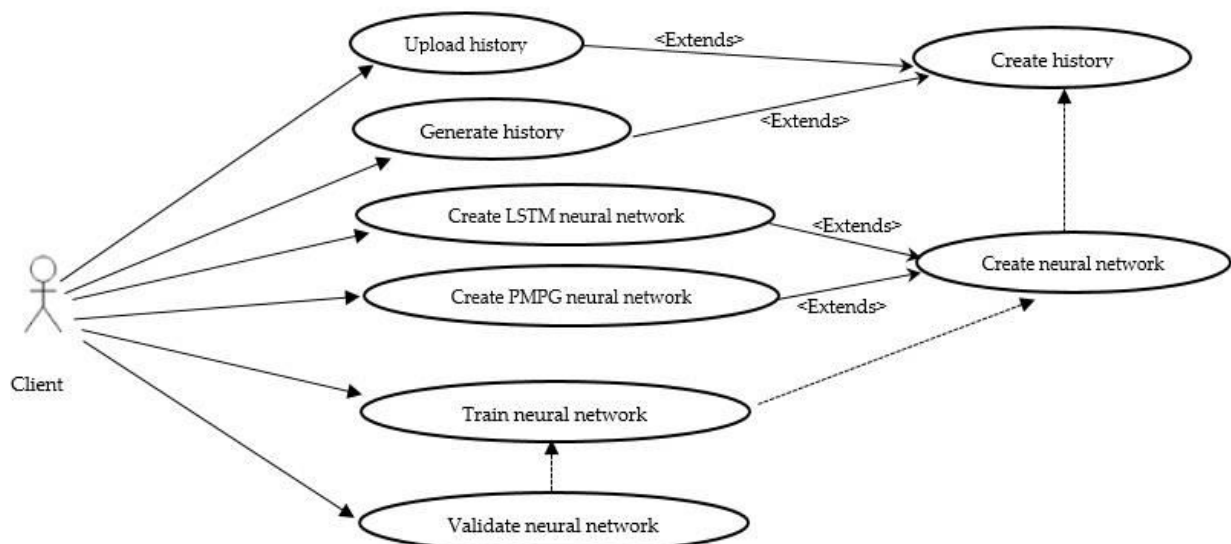 Upload history
<Extends>
Create history
Generate history
<Extends>
Create LSTM neural network
<Extends>
Create neural network
Create PMPG neural network
<Extends>
Client
Train neural network
Validate neural network